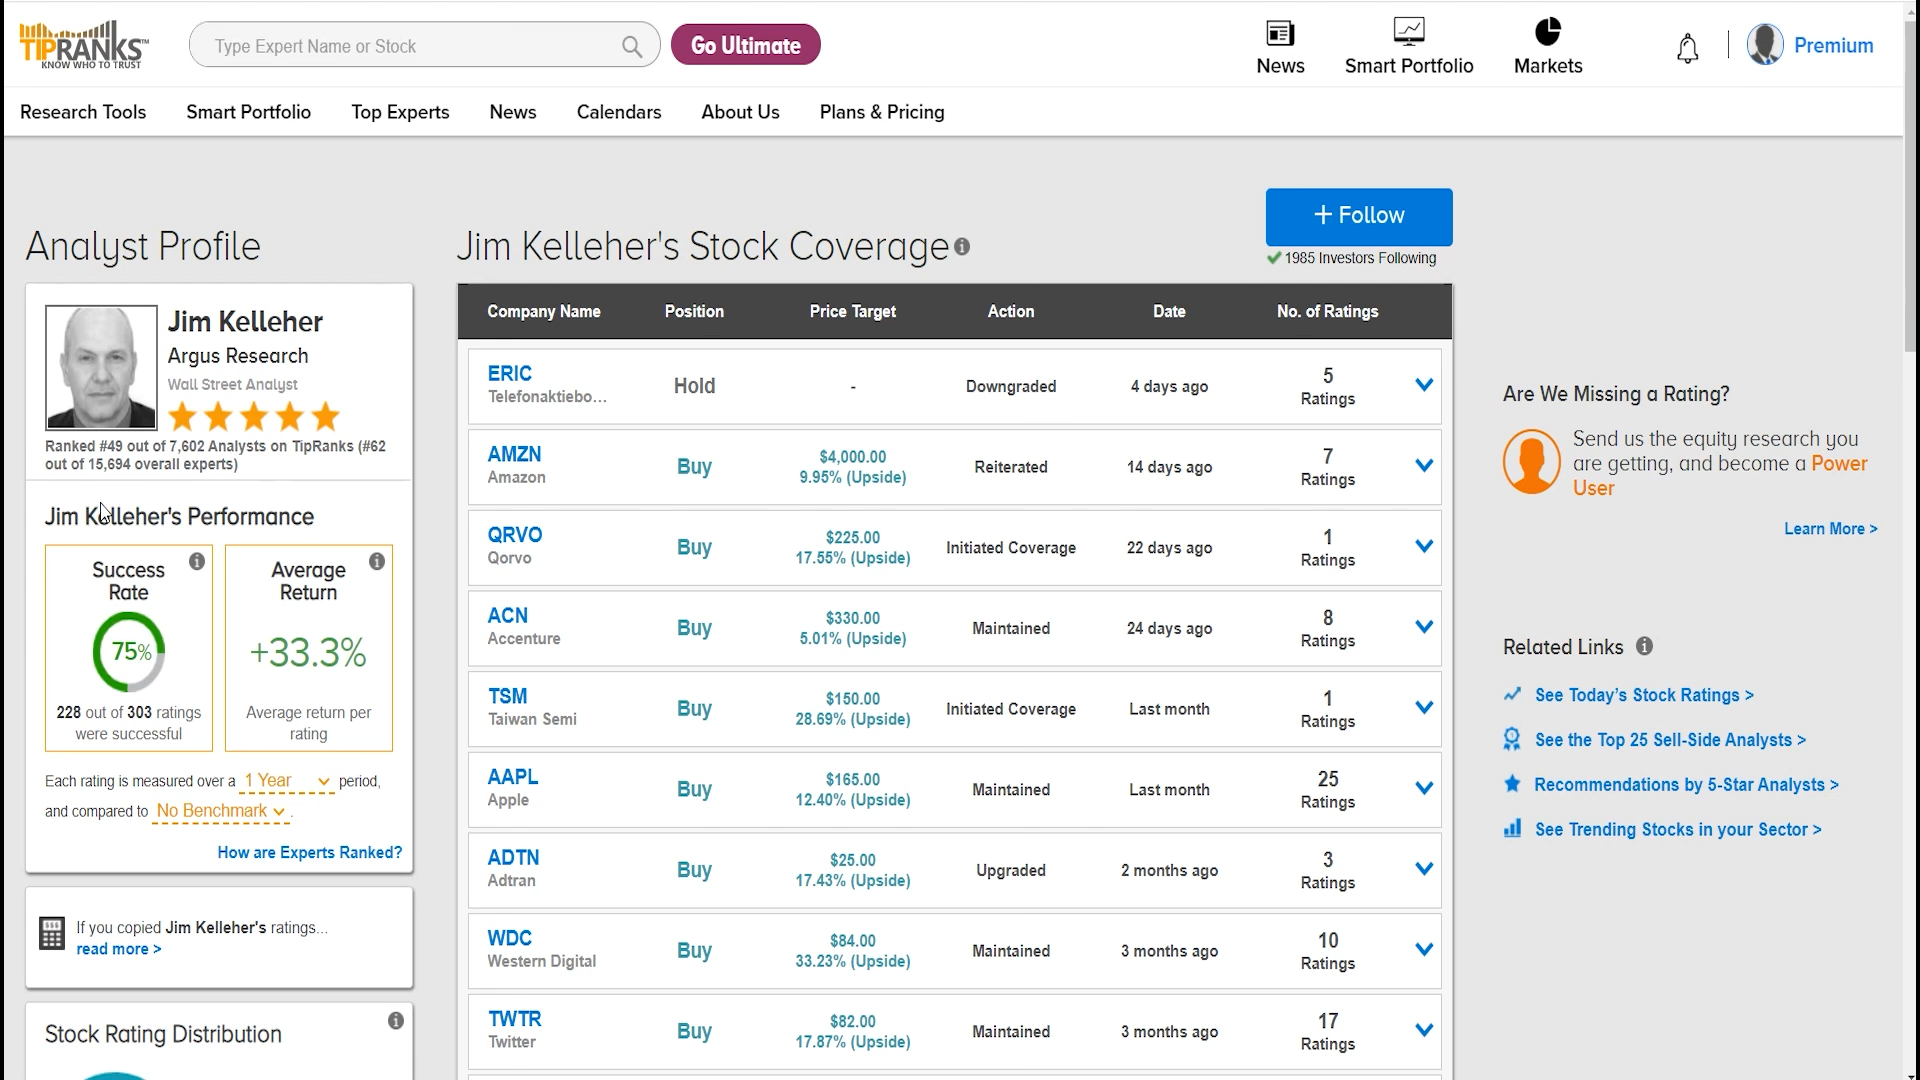 TIPRANKS™
KNOW WHO TO TRUST
Type Expert Name or Stock
Go Ultimate
News
Smart Portfolio
Markets
Premium
Research Tools
Smart Portfolio
Top Experts
News
Calendars
About Us
Plans & Pricing
+ Follow
1985 Investors Following
Analyst Profile
Jim Kelleher
Argus Research
Wall Street Analyst
Ranked #49 out of 7,602 Analysts on TipRanks (#62
out of 15,694 overall experts)
Jim Kelleher's Performance
Success
Rate
75%
228 out of 303 ratings
were successful
Average
Return
+33.3%
Average return per
rating
Each rating is measured over a 1 Year period,
and compared to No Benchmark .
How are Experts Ranked?
If you copied Jim Kelleher's ratings...
read more >
Stock Rating Distribution
Jim Kelleher's Stock Coverage
Company Name Position Price Target Action Date No. of Ratings
ERIC
Telefonaktiebo...
Hold
-
Downgraded
4 days ago
5
Ratings
AMZN
Amazon
Buy
$4,000.00
9.95% (Upside)
Reiterated
14 days ago
7
Ratings
QRVO
Qorvo
Buy
$225.00
17.55% (Upside)
Initiated Coverage
22 days ago
1
Ratings
ACN
Accenture
Buy
$330.00
5.01% (Upside)
Maintained
24 days ago
8
Ratings
TSM
Taiwan Semi
Buy
$150.00
28.69% (Upside)
Initiated Coverage
Last month
1
Ratings
AAPL
Apple
Buy
$165.00
12.40% (Upside)
Maintained
Last month
25
Ratings
ADTN
Adtran
Buy
$25.00
17.43% (Upside)
Upgraded
2 months ago
3
Ratings
WDC
Western Digital
Buy
$84.00
33.23% (Upside)
Maintained
3 months ago
10
Ratings
TWTR
Twitter
Buy
$82.00
17.87% (Upside)
Maintained
3 months ago
17
Ratings
Are We Missing a Rating?
Send us the equity research you
are getting, and become a Power
User
Learn More >
Related Links
See Today's Stock Ratings >
See the Top 25 Sell-Side Analysts >
Recommendations by 5-Star Analysts >
See Trending Stocks in your Sector >